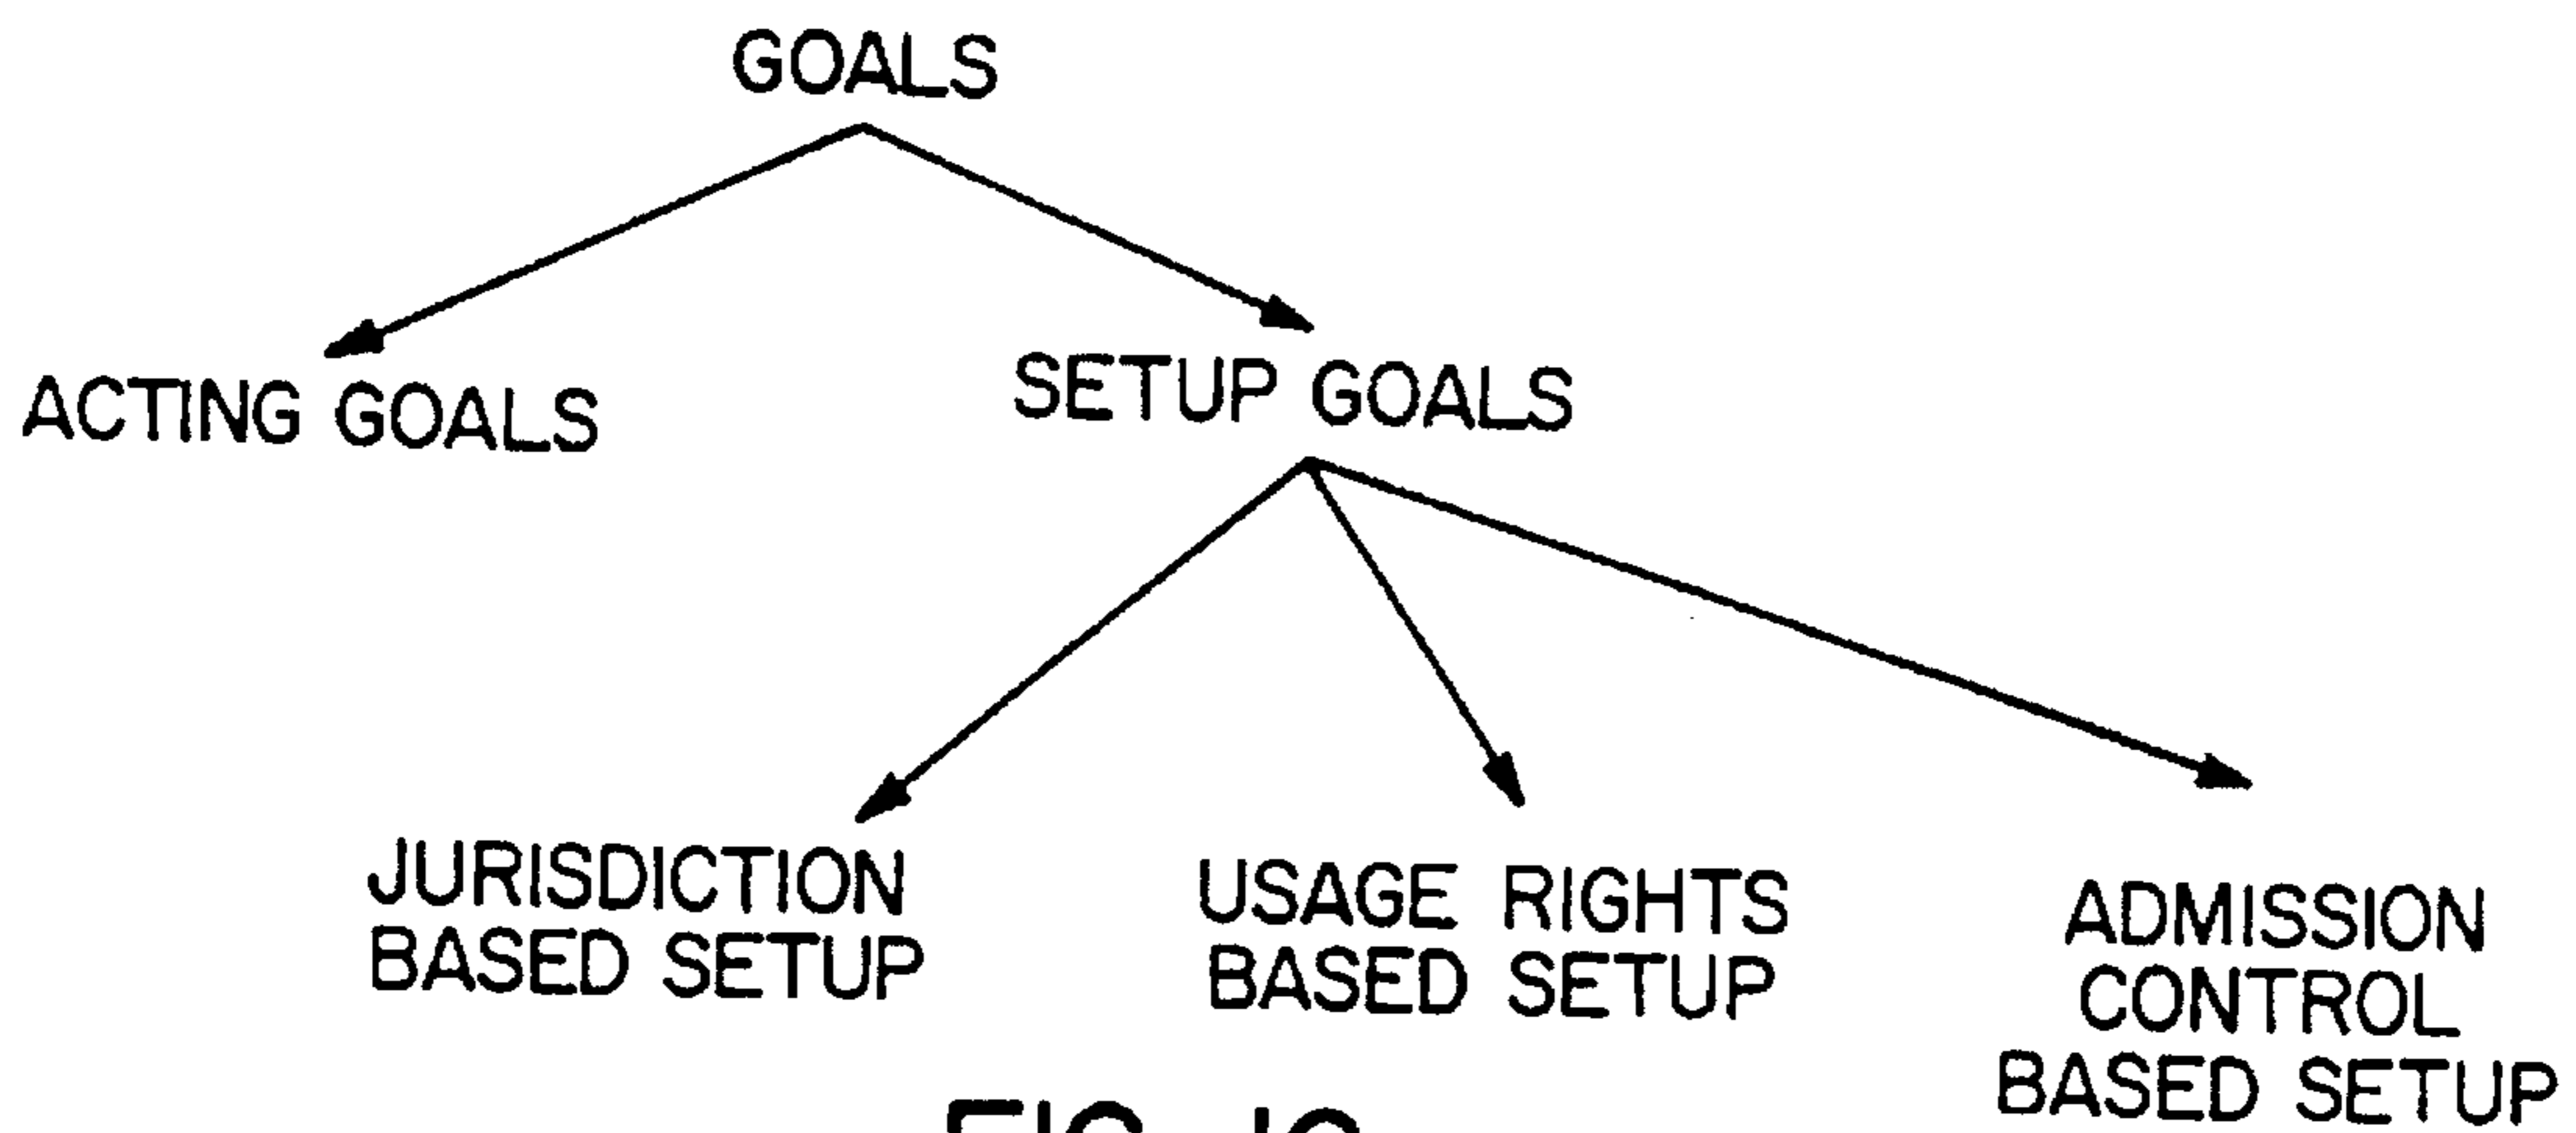 GOALS
ACTING GOALS
SETUP GOALS
JURISDICTION
BASED SETUP
USAGE RIGHTS
BASED SETUP
ADMISSION
CONTROL
BASED SETUP